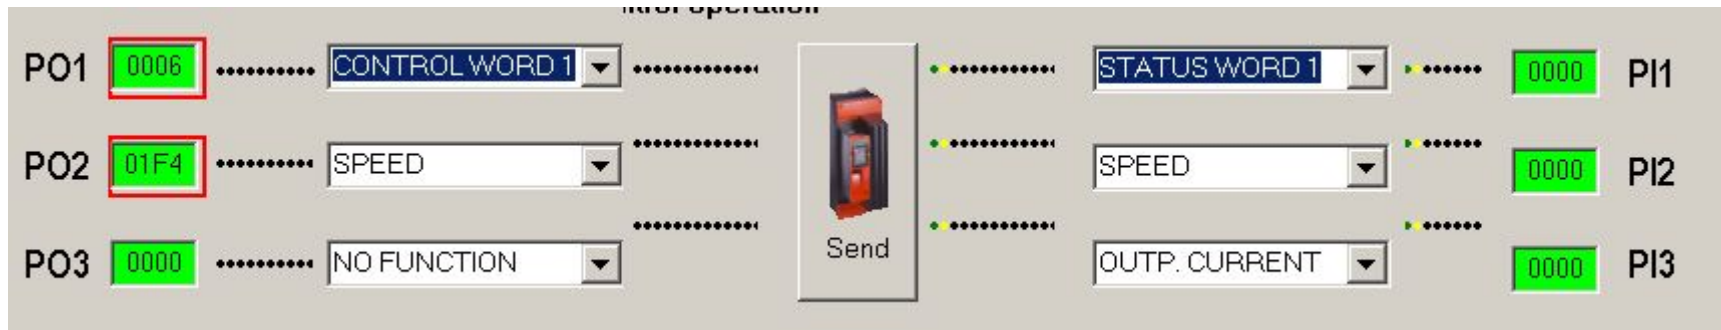 operation
PO1 0006 CONTROL WORD 1 STATUS WORD 1 0000 PI1
PO2 01F4 SPEED SPEED 0000 PI2
PO3 0000 NO FUNCTION Send OUTP. CURRENT 0000 PI3